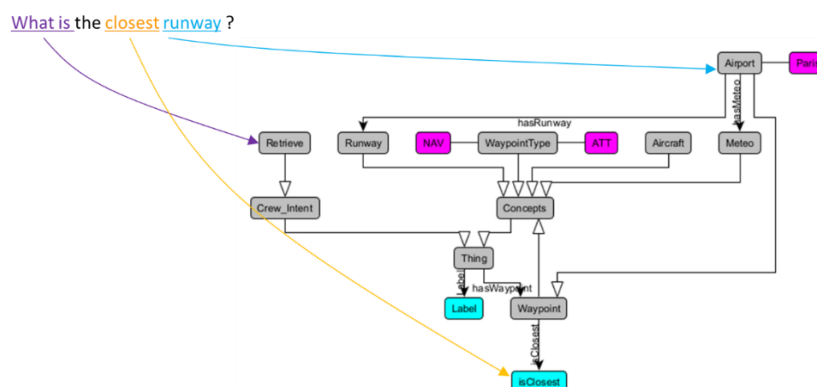 What is the closest runway ?
Airport
Paris
hasMeteo
hasRunway
Retrieve
Runway
NAV
WaypointType
ATT
Aircraft
Meteo
Crew_Intent
Concepts
Thing
Label
hasWaypoint
Label
Waypoint
isClosest
isClosest